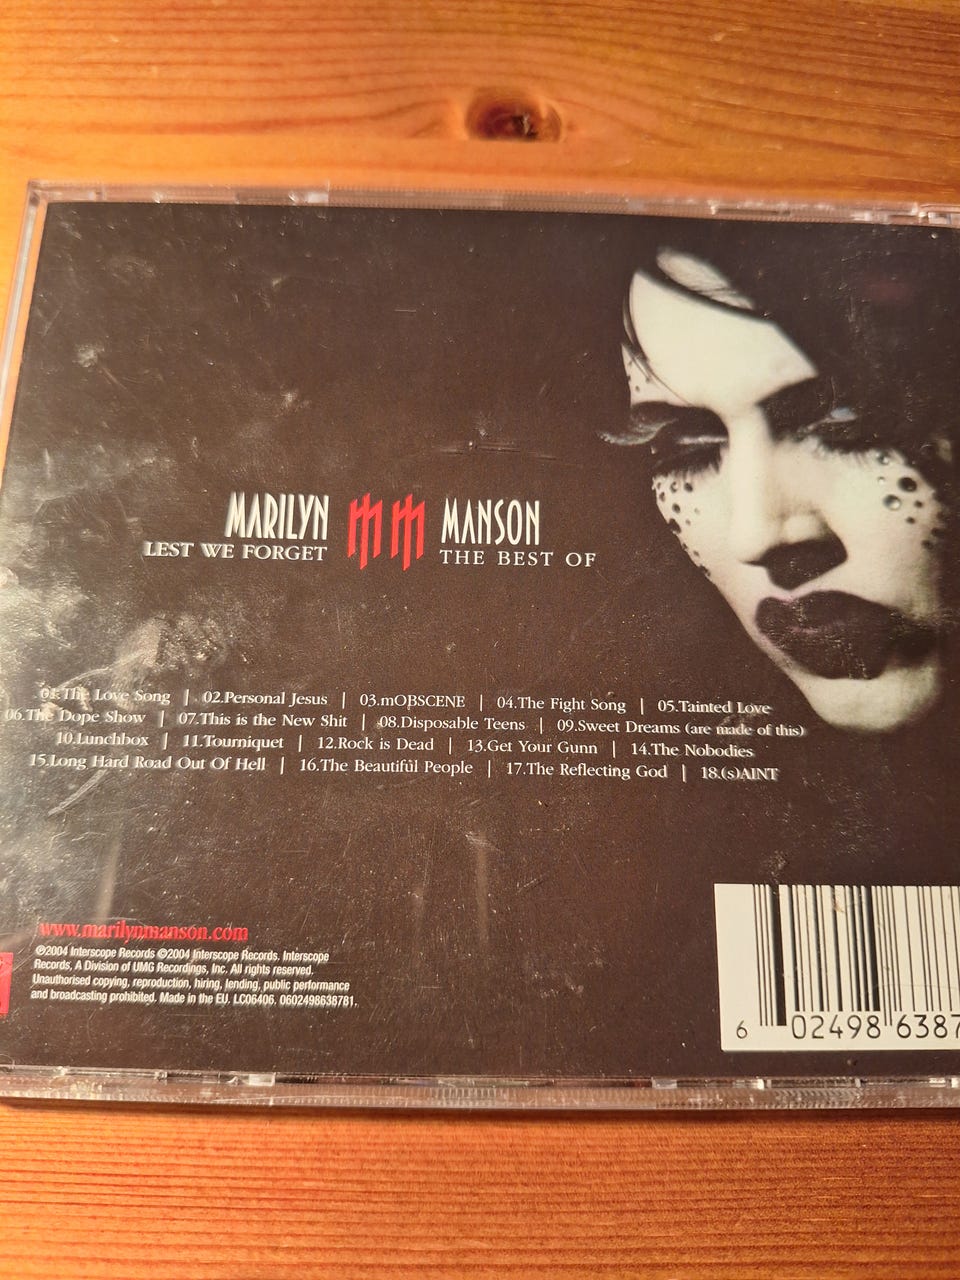 MARILYN MANSON
LEST WE FORGET THE BEST OF
01.The Love Song | 02.Personal Jesus | 03.mOBSCENE | 04.The Fight Song | 05.Tainted Love
06.The Dope Show | 07.This is the New Shit | 08.Disposable Teens | 09.Sweet Dreams (are made of this)
10.Lunchbox | 11.Tourniquet | 12.Rock is Dead | 13.Get Your Gunn | 14.The Nobodies
15.Long Hard Road Out Of Hell | 16.The Beautiful People | 17.The Reflecting God | 18.(s)AINT
www.marilynmanson.com
℗2004 Interscope Records ©2004 Interscope Records. Interscope
Records, A Division of UMG Recordings, Inc. All rights reserved.
Unauthorised copying, reproduction, hiring, lending, public performance
and broadcasting prohibited. Made in the EU. LC06406. 0602498638781.
6 02498 6387